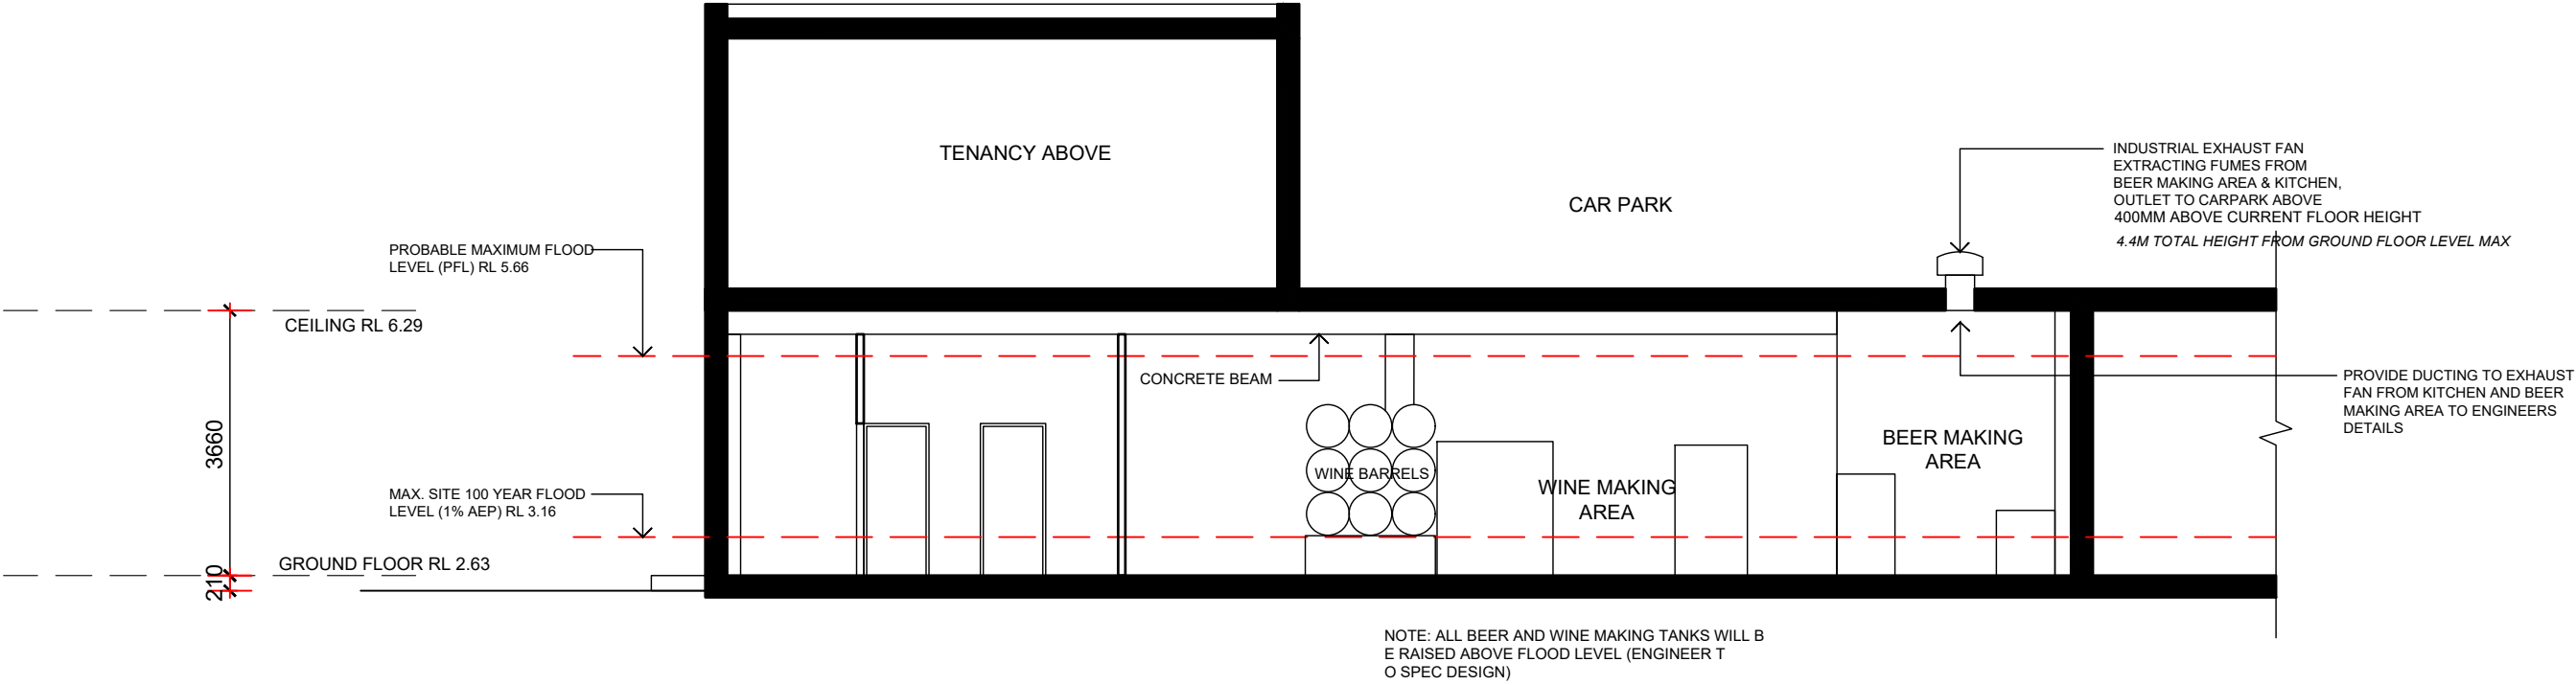 TENANCY ABOVE
CAR PARK
INDUSTRIAL EXHAUST FAN
EXTRACTING FUMES FROM
BEER MAKING AREA & KITCHEN,
OUTLET TO CARPARK ABOVE
400MM ABOVE CURRENT FLOOR HEIGHT
4.4M TOTAL HEIGHT FROM GROUND FLOOR LEVEL MAX
PROBABLE MAXIMUM FLOOD
LEVEL (PFL) RL 5.66
CEILING RL 6.29
CONCRETE BEAM
PROVIDE DUCTING TO EXHAUST
FAN FROM KITCHEN AND BEER
MAKING AREA TO ENGINEERS
DETAILS
3660
BEER MAKING
AREA
WINE BARRELS
WINE MAKING
AREA
MAX. SITE 100 YEAR FLOOD
LEVEL (1% AEP) RL 3.16
GROUND FLOOR RL 2.63
210
NOTE: ALL BEER AND WINE MAKING TANKS WILL B
E RAISED ABOVE FLOOD LEVEL (ENGINEER T
O SPEC DESIGN)